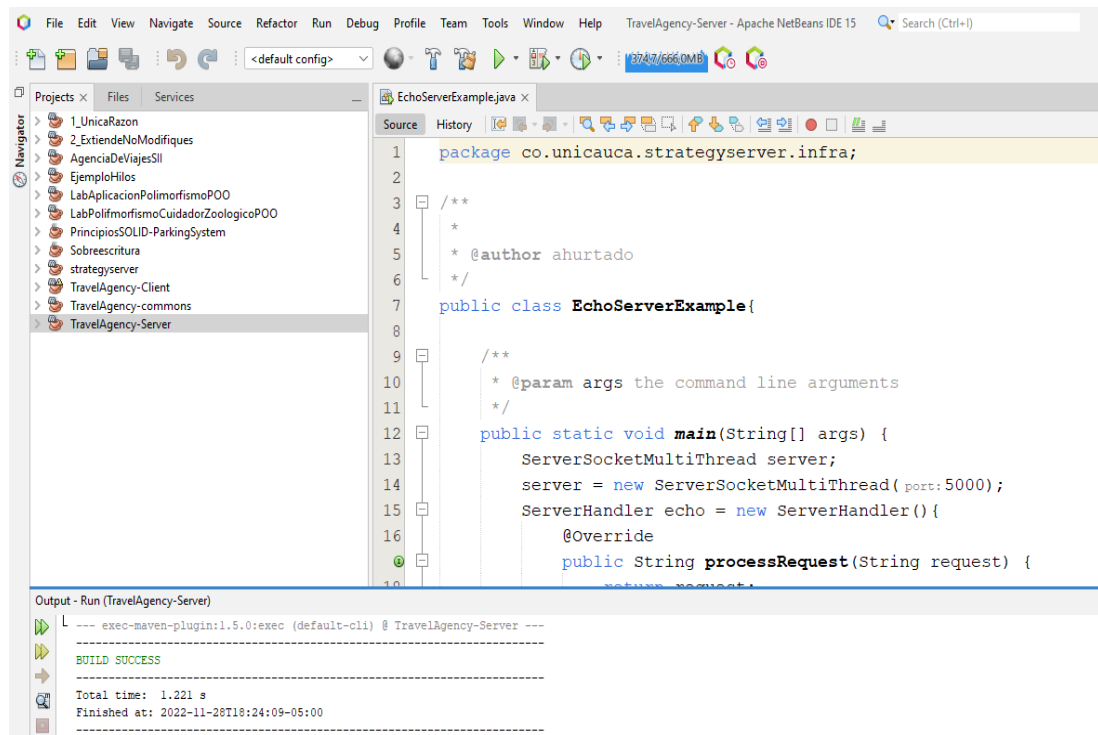 File Edit View Navigate Source Refactor Run Debug Profile Team Tools Window Help TravelAgency-Server - Apache NetBeans IDE 15 Search (Ctrl+I)
<default config> 374,7/666,0MB
Projects × Files Services
EchoServerExample.java ×
Navigator
1_UnicaRazon
2_ExtiendeNoModifiques
AgenciaDeViajesSII
EjemploHilos
LabAplicacionPolimorfismoPOO
LabPolifmorfismoCuidadorZoologicoPOO
PrincipiosSOLID-ParkingSystem
Sobreescritura
strategyserver
TravelAgency-Client
TravelAgency-commons
TravelAgency-Server
Source History
1 package co.unicauca.strategyserver.infra;
2
3 /**
4 *
5 * @author ahurtado
6 */
7 public class EchoServerExample{
8
9 /**
10 * @param args the command line arguments
11 */
12 public static void main(String[] args) {
13 ServerSocketMultiThread server;
14 server = new ServerSocketMultiThread( port: 5000);
15 ServerHandler echo = new ServerHandler(){
16 @Override
public String processRequest(String request) {
18 return request;
Output - Run (TravelAgency-Server)
--- exec-maven-plugin:1.5.0:exec (default-cli) @ TravelAgency-Server ---
------------------------------------------------------------------------
BUILD SUCCESS
------------------------------------------------------------------------
Total time: 1.221 s
Finished at: 2022-11-28T18:24:09-05:00
------------------------------------------------------------------------